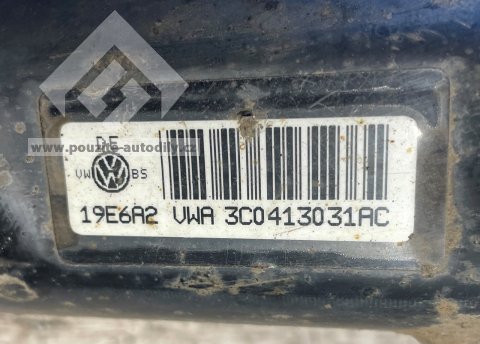 DE
www.pouzite-autodily.cz
VW BS
19E6A2 VWA 3C0413031AC